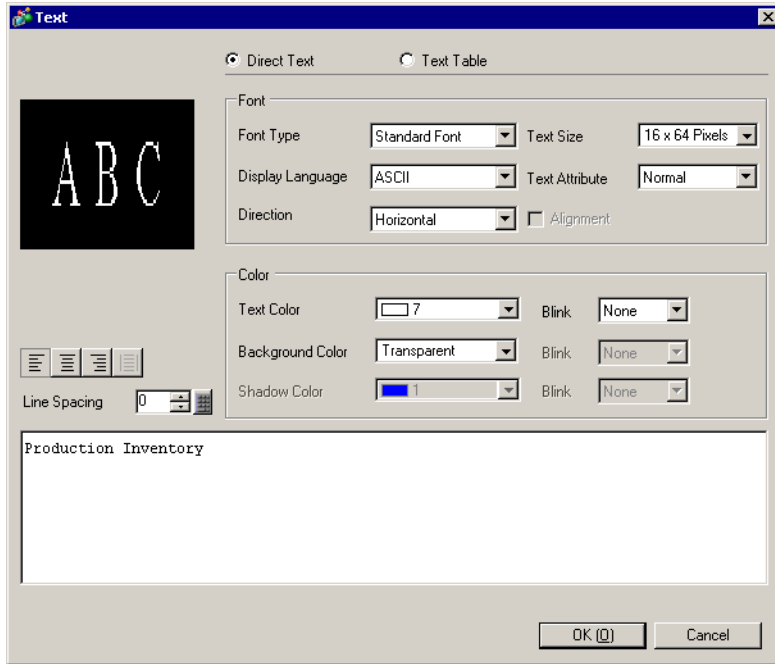 Text
Direct Text Text Table
Font
Font Type Standard Font Text Size 16 x 64 Pixels
Display Language ASCII Text Attribute Normal
Direction Horizontal Alignment
ABC
Color
Text Color 7 Blink None
Background Color Transparent Blink None
Shadow Color 1 Blink None
Line Spacing 0
Production Inventory
OK (O) Cancel